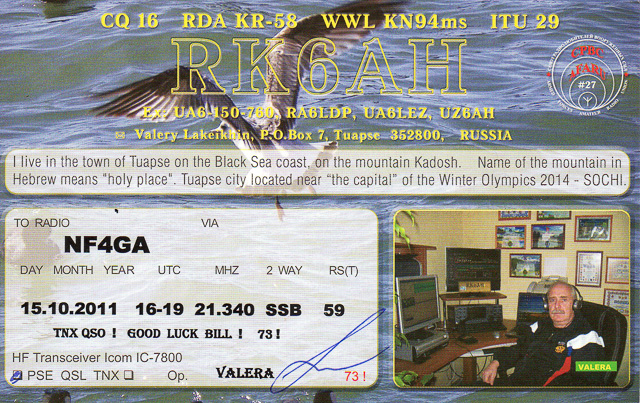 CQ 16 RDA KR-58 WWL KN94ms ITU 29
RK6AH
#27
Ex: UA6-150-760, RA6LDP, UA6LEZ, UZ6AH
✉ Valery Lakeikhin, P.O.Box 7, Tuapse 352800, RUSSIA
I live in the town of Tuapse on the Black Sea coast, on the mountain Kadosh. Name of the mountain in
Hebrew means "holy place". Tuapse city located near "the capital" of the Winter Olympics 2014 - SOCHI.
TO RADIO VIA
NF4GA
DAY MONTH YEAR UTC MHZ 2 WAY RS(T)
15.10.2011 16-19 21.340 SSB 59
TNX QSO ! GOOD LUCK BILL ! 73!
HF Transceiver Icom IC-7800
☑ PSE QSL TNX ☐ Op. VALERA 73 !
VALERA